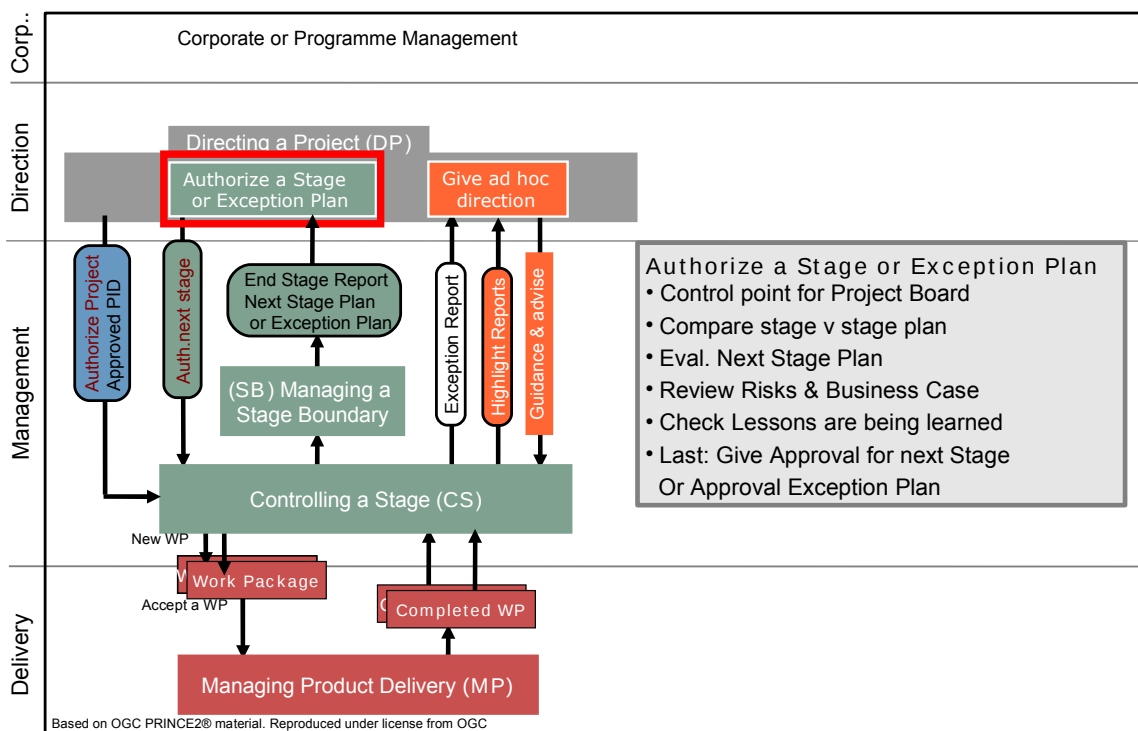 Corp..
Corporate or Programme Management
Direction
Directing a Project (DP)
Authorize a Stage
or Exception Plan
Give ad hoc
direction
Management
Authorize Project
Approved PID
Auth.next stage
End Stage Report
Next Stage Plan
or Exception Plan
(SB) Managing a
Stage Boundary
Exception Report
Highlight Reports
Guidance & advise
Controlling a Stage (CS)
Authorize a Stage or Exception Plan
• Control point for Project Board
• Compare stage v stage plan
• Eval. Next Stage Plan
• Review Risks & Business Case
• Check Lessons are being learned
• Last: Give Approval for next Stage
Or Approval Exception Plan
New WP
Delivery
W
Work Package
Accept a WP
Completed WP
Managing Product Delivery (MP)
Based on OGC PRINCE2® material. Reproduced under license from OGC